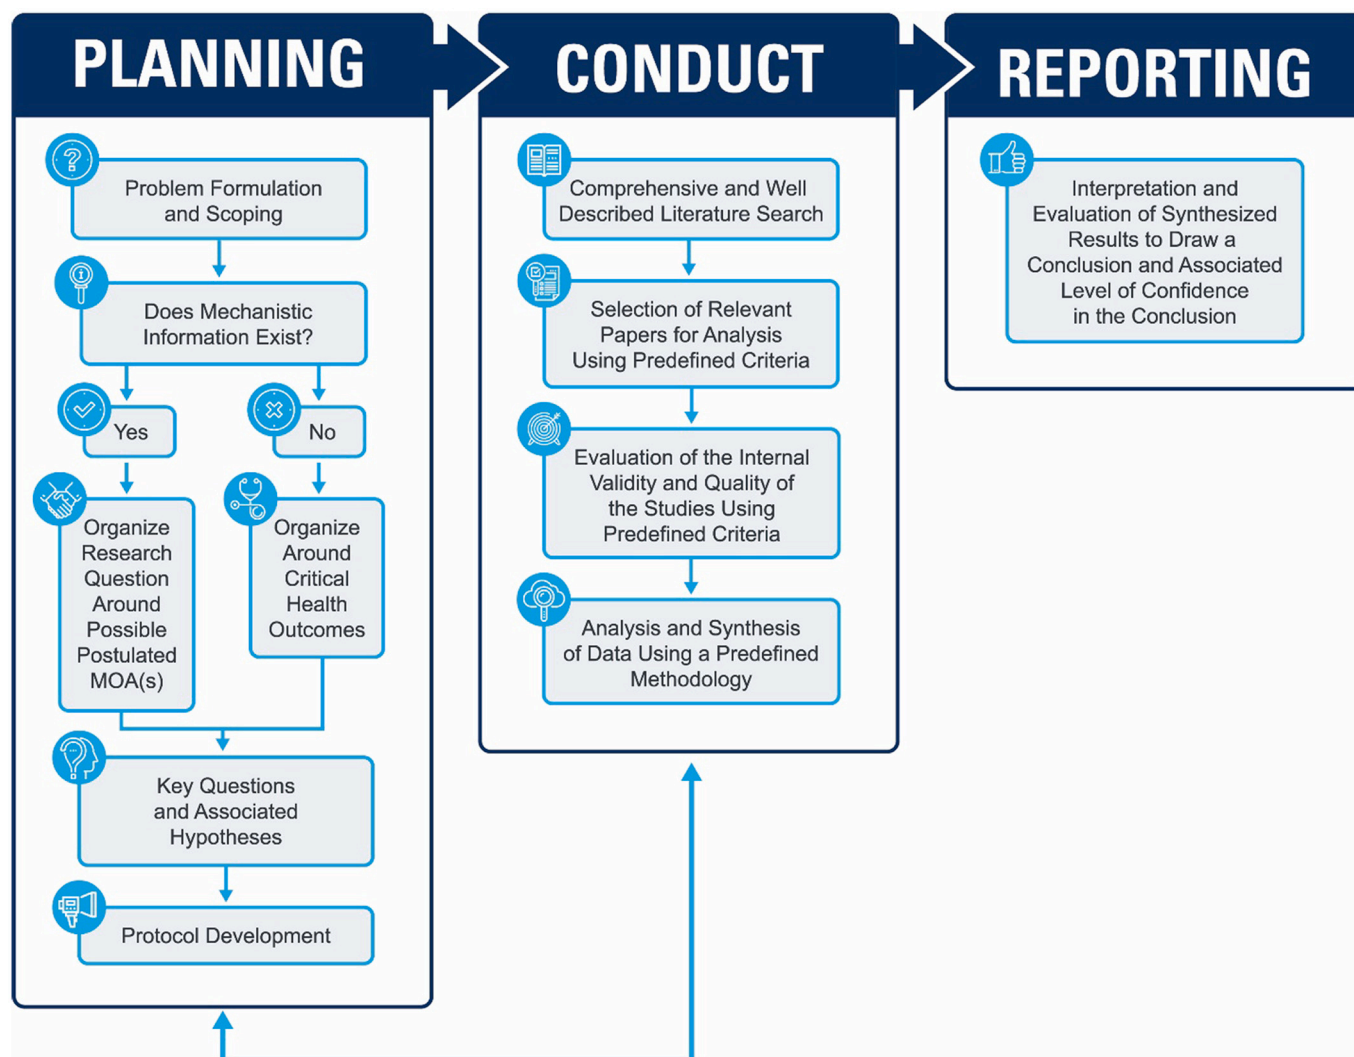 PLANNING
Problem Formulation
and Scoping
Does Mechanistic
Information Exist?
Yes
No
Organize
Research
Question
Around
Possible
Postulated
MOA(s)
Organize
Around
Critical
Health
Outcomes
Key Questions
and Associated
Hypotheses
Protocol Development
CONDUCT
Comprehensive and Well
Described Literature Search
Selection of Relevant
Papers for Analysis
Using Predefined Criteria
Evaluation of the Internal
Validity and Quality of
the Studies Using
Predefined Criteria
Analysis and Synthesis
of Data Using a Predefined
Methodology
REPORTING
Interpretation and
Evaluation of Synthesized
Results to Draw a
Conclusion and Associated
Level of Confidence
in the Conclusion